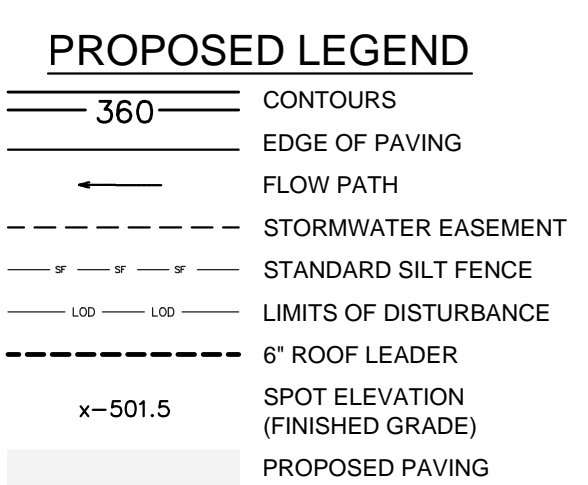 PROPOSED LEGEND
360 CONTOURS
EDGE OF PAVING
FLOW PATH
STORMWATER EASEMENT
SF SF SF STANDARD SILT FENCE
LOD LOD LIMITS OF DISTURBANCE
6" ROOF LEADER
x-501.5 SPOT ELEVATION
(FINISHED GRADE)
PROPOSED PAVING